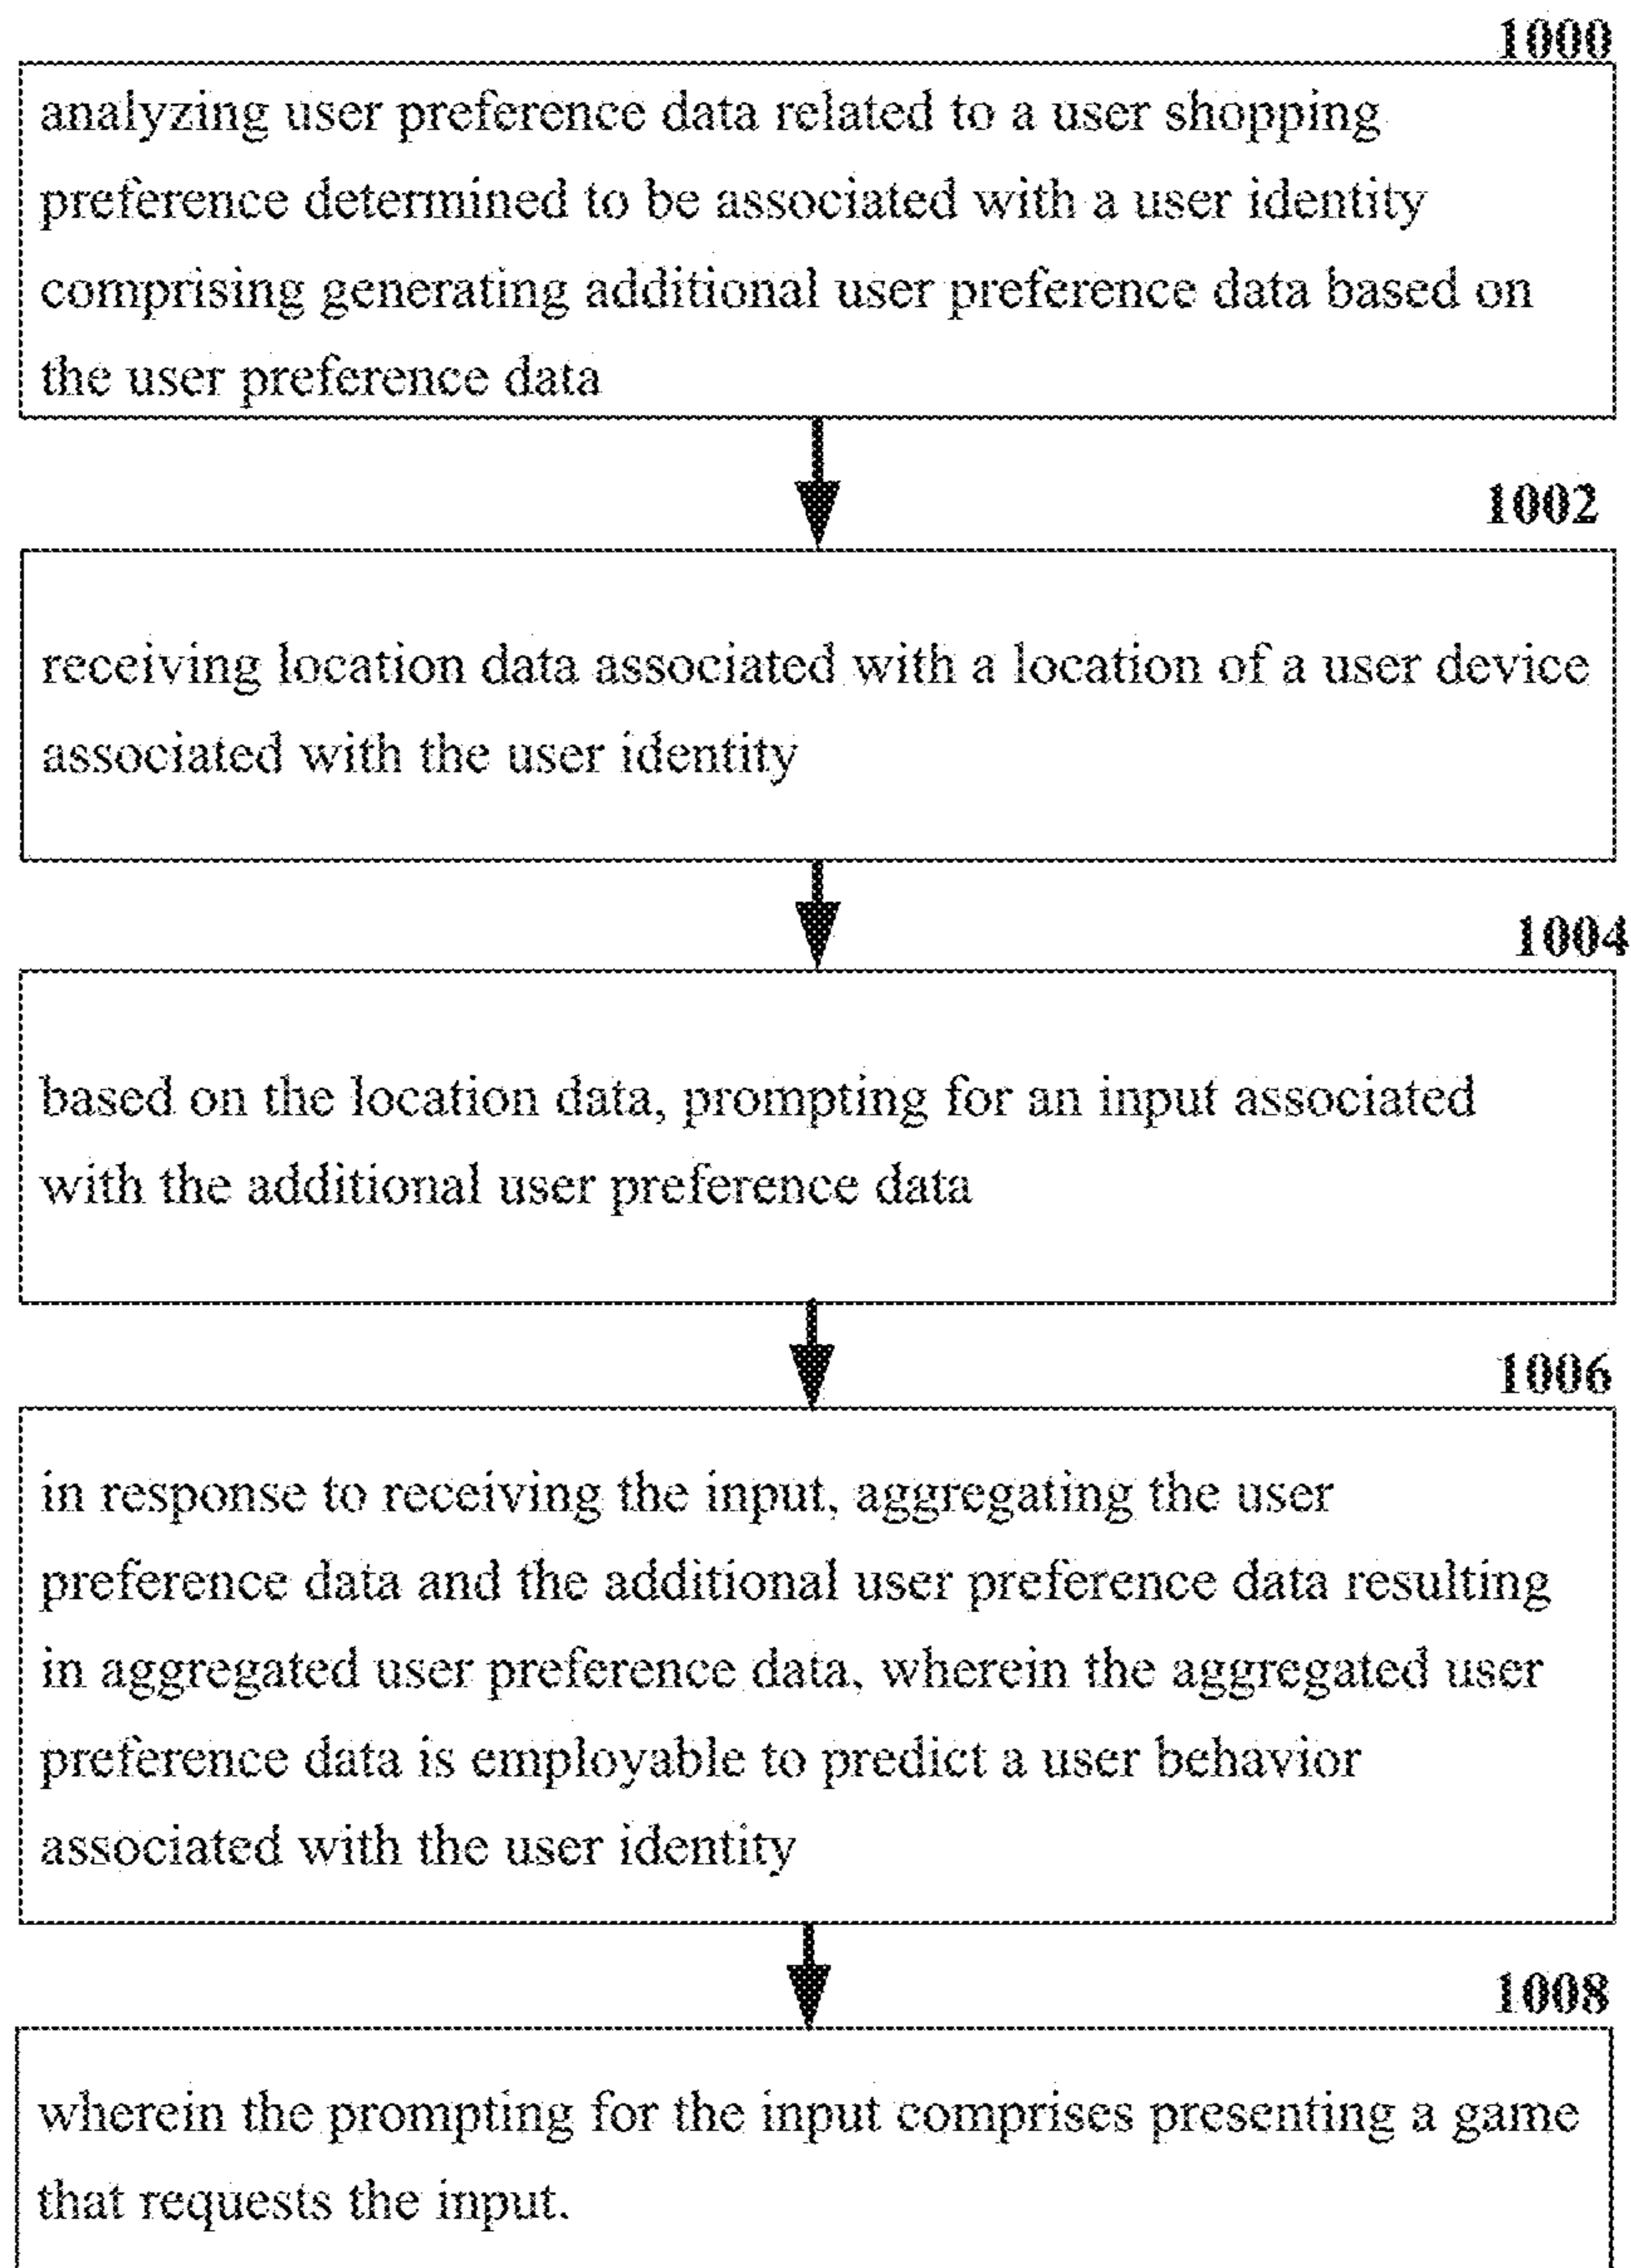 1000
analyzing user preference data related to a user shopping
preference determined to be associated with a user identity
comprising generating additional user preference data based on
the user preference data
1002
receiving location data associated with a location of a user device
associated with the user identity
1004
based on the location data, prompting for an input associated
with the additional user preference data
1006
in response to receiving the input, aggregating the user
preference data and the additional user preference data resulting
in aggregated user preference data, wherein the aggregated user
preference data is employable to predict a user behavior
associated with the user identity
1008
wherein the prompting for the input comprises presenting a game
that requests the input.